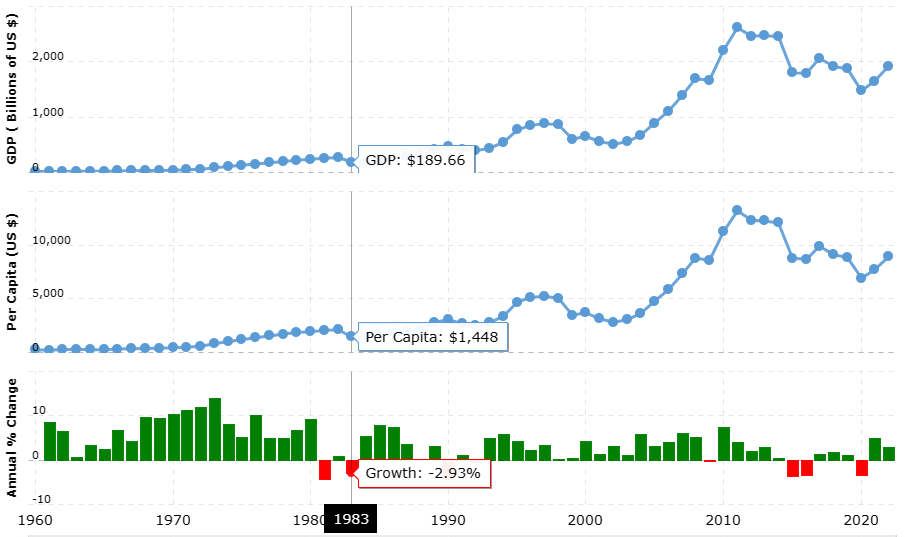 GDP ( Billions of US $)
2,000
1,000
0
GDP: $189.66
Per Capita (US $)
10,000
5,000
0
Per Capita: $1,448
Annual % Change
10
0
-10
Growth: -2.93%
1960 1970 1980 1983 1990 2000 2010 2020